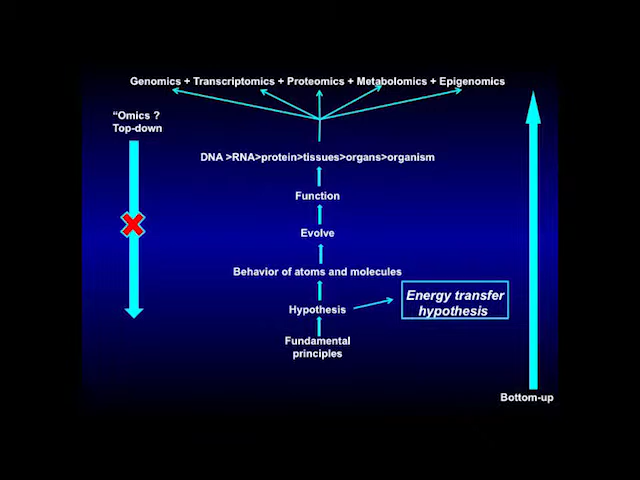 Genomics + Transcriptomics + Proteomics + Metabolomics + Epigenomics
“Omics ?
Top-down
DNA >RNA>protein>tissues>organs>organism
Function
Evolve
Behavior of atoms and molecules
Hypothesis
Energy transfer
hypothesis
Fundamental
principles
Bottom-up